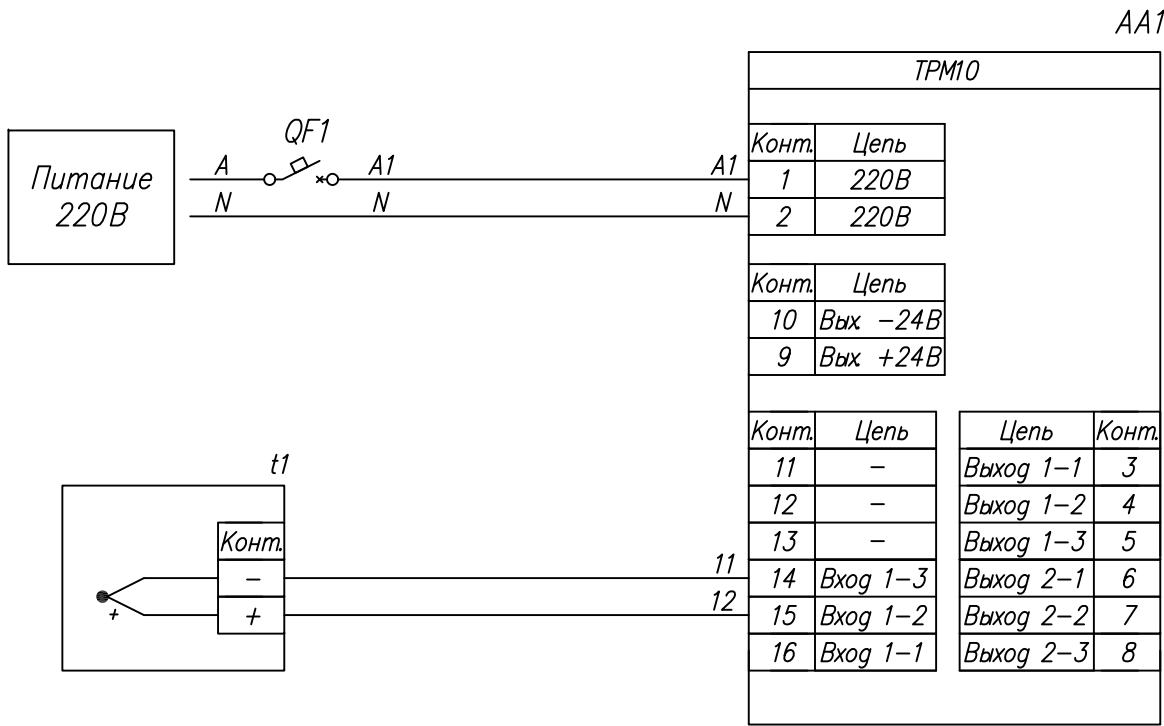 AA1
ТРМ10
Питание
220В
QF1
A
A1
A1
N
N
N
Конт. Цепь
1 220В
2 220В
Конт. Цепь
10 Вых. -24В
9 Вых. +24В
Конт. Цепь
11 -
12 -
13 -
14 Вход 1-3
15 Вход 1-2
16 Вход 1-1
Цепь Конт.
Выход 1-1 3
Выход 1-2 4
Выход 1-3 5
Выход 2-1 6
Выход 2-2 7
Выход 2-3 8
t1
Конт.
-
+
+
11
12